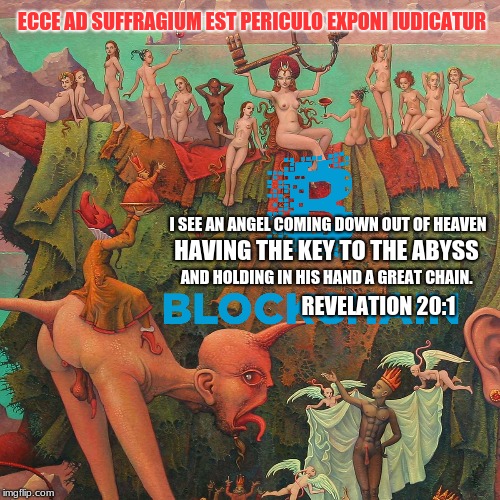 ECCE AD SUFFRAGIUM EST PERICULO EXPONI IUDICATUR
B
I SEE AN ANGEL COMING DOWN OUT OF HEAVEN
HAVING THE KEY TO THE ABYSS
AND HOLDING IN HIS HAND A GREAT CHAIN.
REVELATION 20:1
BLOCKCHAIN
imgflip.com